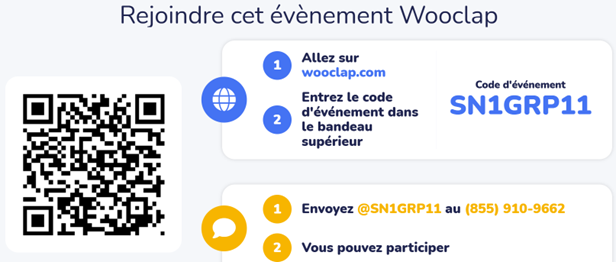 Rejoindre cet évènement Wooclap
1
Allez sur
wooclap.com
2
Entrez le code
d'événement dans
le bandeau
supérieur
Code d'événement
SN1GRP11
1
Envoyez @SN1GRP11 au (855) 910-9662
2
Vous pouvez participer